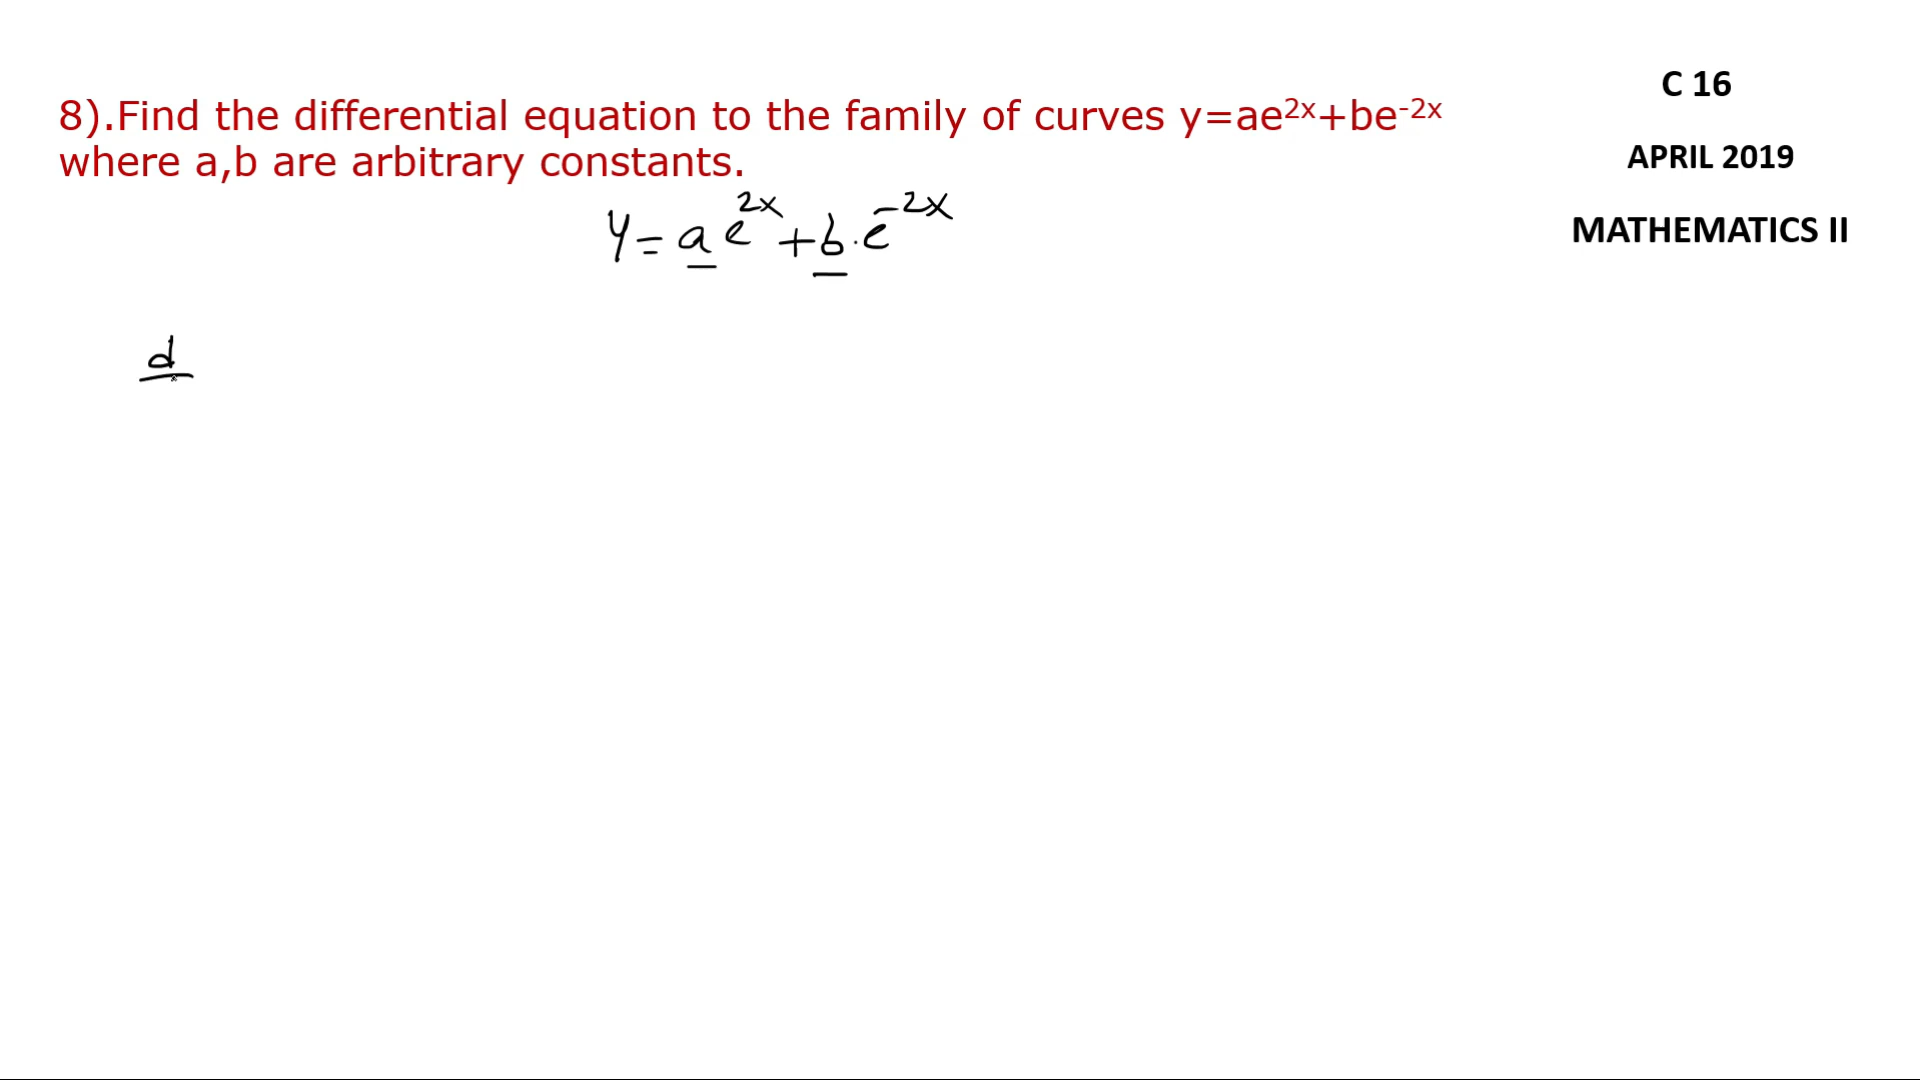 8).Find the differential equation to the family of curves y=ae²ˣ+be⁻²ˣ
where a,b are arbitrary constants.
y = a e²ˣ + b . e⁻²ˣ
d
C 16
APRIL 2019
MATHEMATICS II